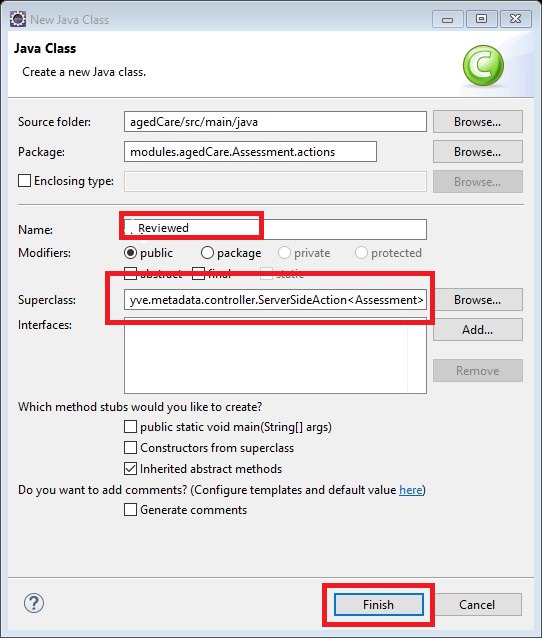 New Java Class
Java Class
Create a new Java class.
C
Source folder: agedCare/src/main/java Browse...
Package: modules.agedCare.Assessment.actions Browse...
Enclosing type: Browse...
Name: Reviewed
Modifiers: public package private protected
abstract final static
Superclass: yve.metadata.controller.ServerSideAction<Assessment> Browse...
Interfaces: Add...
Remove
Which method stubs would you like to create?
public static void main(String[] args)
Constructors from superclass
Inherited abstract methods
Do you want to add comments? (Configure templates and default value here)
Generate comments
? Finish Cancel